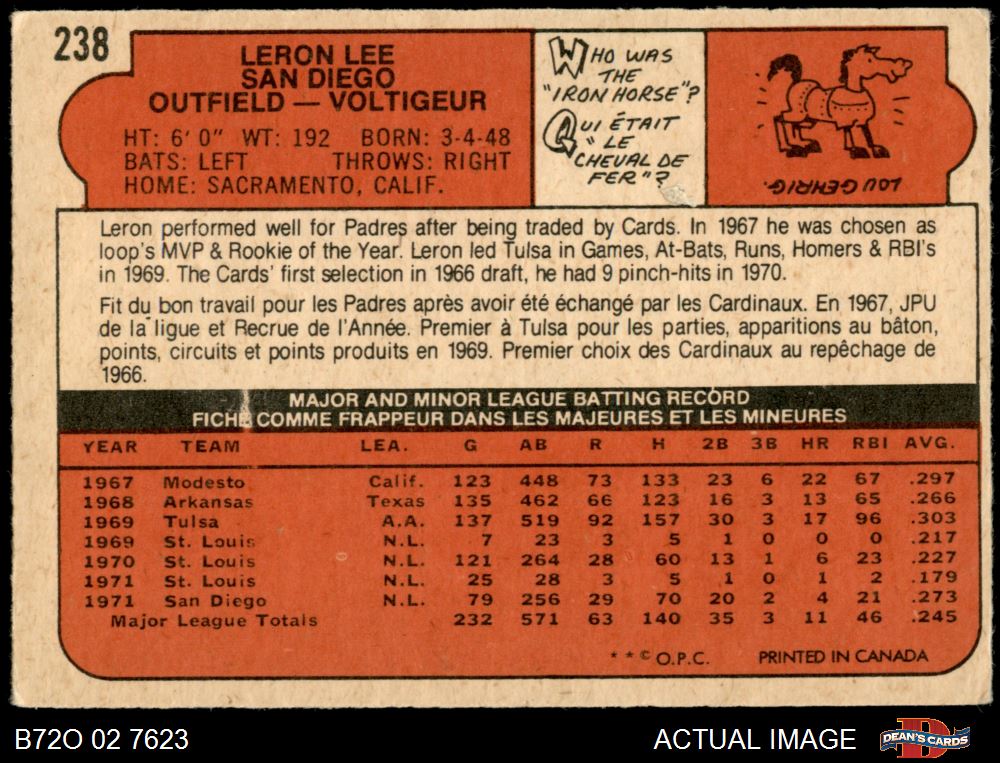 238
LERON LEE
SAN DIEGO
OUTFIELD — VOLTIGEUR
HT: 6' 0" WT: 192 BORN: 3-4-48
BATS: LEFT THROWS: RIGHT
HOME: SACRAMENTO, CALIF.
WHO WAS
THE
"IRON HORSE"?
QUI ÉTAIT
"LE
CHEVAL DE
FER"?
LOU GEHRIG.
Leron performed well for Padres after being traded by Cards. In 1967 he was chosen as
loop's MVP & Rookie of the Year. Leron led Tulsa in Games, At-Bats, Runs, Homers & RBI's
in 1969. The Cards' first selection in 1966 draft, he had 9 pinch-hits in 1970.
Fit du bon travail pour les Padres après avoir été échangé par les Cardinaux. En 1967, JPU
de la ligue et Recrue de l'Année. Premier à Tulsa pour les parties, apparitions au bâton,
points, circuits et points produits en 1969. Premier choix des Cardinaux au repêchage de
1966.
MAJOR AND MINOR LEAGUE BATTING RECORD
FICHE COMME FRAPPEUR DANS LES MAJEURES ET LES MINEURES
YEAR TEAM LEA. G AB R H 2B 3B HR RBI AVG.
1967 Modesto Calif. 123 448 73 133 23 6 22 67 .297
1968 Arkansas Texas 135 462 66 123 16 3 13 65 .266
1969 Tulsa A.A. 137 519 92 157 30 3 17 96 .303
1969 St. Louis N.L. 7 23 3 5 1 0 0 0 .217
1970 St. Louis N.L. 121 264 28 60 13 1 6 23 .227
1971 St. Louis N.L. 25 28 3 5 1 0 1 2 .179
1971 San Diego N.L. 79 256 29 70 20 2 4 21 .273
Major League Totals 232 571 63 140 35 3 11 46 .245
* * © O.P.C. PRINTED IN CANADA
B72O 02 7623
ACTUAL IMAGE
D
DEAN'S CARDS